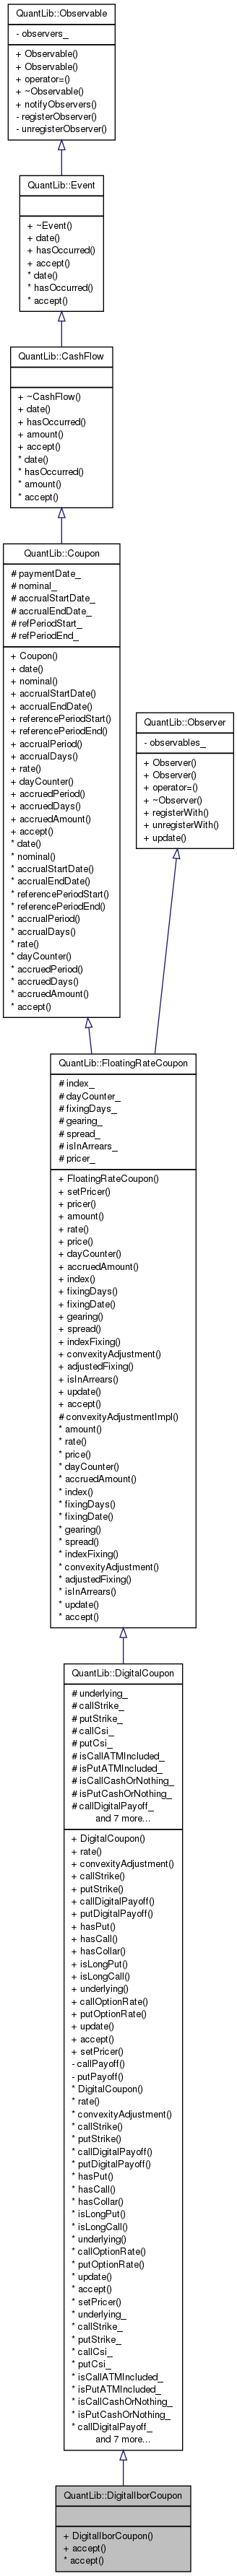 QuantLib::Observable
- observers_
+ Observable()
+ Observable()
+ operator=()
+ ~Observable()
+ notifyObservers()
- registerObserver()
- unregisterObserver()
QuantLib::Event
+ ~Event()
+ date()
+ hasOccurred()
+ accept()
* date()
* hasOccurred()
* accept()
QuantLib::CashFlow
+ ~CashFlow()
+ date()
+ hasOccurred()
+ amount()
+ accept()
* date()
* hasOccurred()
* amount()
* accept()
QuantLib::Coupon
# paymentDate_
# nominal_
# accrualStartDate_
# accrualEndDate_
# refPeriodStart_
# refPeriodEnd_
+ Coupon()
+ date()
+ nominal()
+ accrualStartDate()
+ accrualEndDate()
+ referencePeriodStart()
+ referencePeriodEnd()
+ accrualPeriod()
+ accrualDays()
+ rate()
+ dayCounter()
+ accruedPeriod()
+ accruedDays()
+ accruedAmount()
+ accept()
* date()
* nominal()
* accrualStartDate()
* accrualEndDate()
* referencePeriodStart()
* referencePeriodEnd()
* accrualPeriod()
* accrualDays()
* rate()
* dayCounter()
* accruedPeriod()
* accruedDays()
* accruedAmount()
* accept()
QuantLib::Observer
- observables_
+ Observer()
+ Observer()
+ operator=()
+ ~Observer()
+ registerWith()
+ unregisterWith()
+ update()
QuantLib::FloatingRateCoupon
# index_
# dayCounter_
# fixingDays_
# gearing_
# spread_
# isInArrears_
# pricer_
+ FloatingRateCoupon()
+ setPricer()
+ pricer()
+ amount()
+ rate()
+ price()
+ dayCounter()
+ accruedAmount()
+ index()
+ fixingDays()
+ fixingDate()
+ gearing()
+ spread()
+ indexFixing()
+ convexityAdjustment()
+ adjustedFixing()
+ isInArrears()
+ update()
+ accept()
# convexityAdjustmentImpl()
* amount()
* rate()
* price()
* dayCounter()
* accruedAmount()
* index()
* fixingDays()
* fixingDate()
* gearing()
* spread()
* indexFixing()
* convexityAdjustment()
* adjustedFixing()
* isInArrears()
* update()
* accept()
QuantLib::DigitalCoupon
# underlying_
# callStrike_
# putStrike_
# callCsi_
# putCsi_
# isCallATMIncluded_
# isPutATMIncluded_
# isCallCashOrNothing_
# isPutCashOrNothing_
# callDigitalPayoff_
and 7 more...
+ DigitalCoupon()
+ rate()
+ convexityAdjustment()
+ callStrike()
+ putStrike()
+ callDigitalPayoff()
+ putDigitalPayoff()
+ hasPut()
+ hasCall()
+ hasCollar()
+ isLongPut()
+ isLongCall()
+ underlying()
+ callOptionRate()
+ putOptionRate()
+ update()
+ accept()
+ setPricer()
- callPayoff()
- putPayoff()
* DigitalCoupon()
* rate()
* convexityAdjustment()
* callStrike()
* putStrike()
* callDigitalPayoff()
* putDigitalPayoff()
* hasPut()
* hasCall()
* hasCollar()
* isLongPut()
* isLongCall()
* underlying()
* callOptionRate()
* putOptionRate()
* update()
* accept()
* setPricer()
* underlying_
* callStrike_
* putStrike_
* callCsi_
* putCsi_
* isCallATMIncluded_
* isPutATMIncluded_
* isCallCashOrNothing_
* isPutCashOrNothing_
* callDigitalPayoff_
and 7 more...
QuantLib::DigitalIborCoupon
+ DigitalIborCoupon()
+ accept()
* accept()